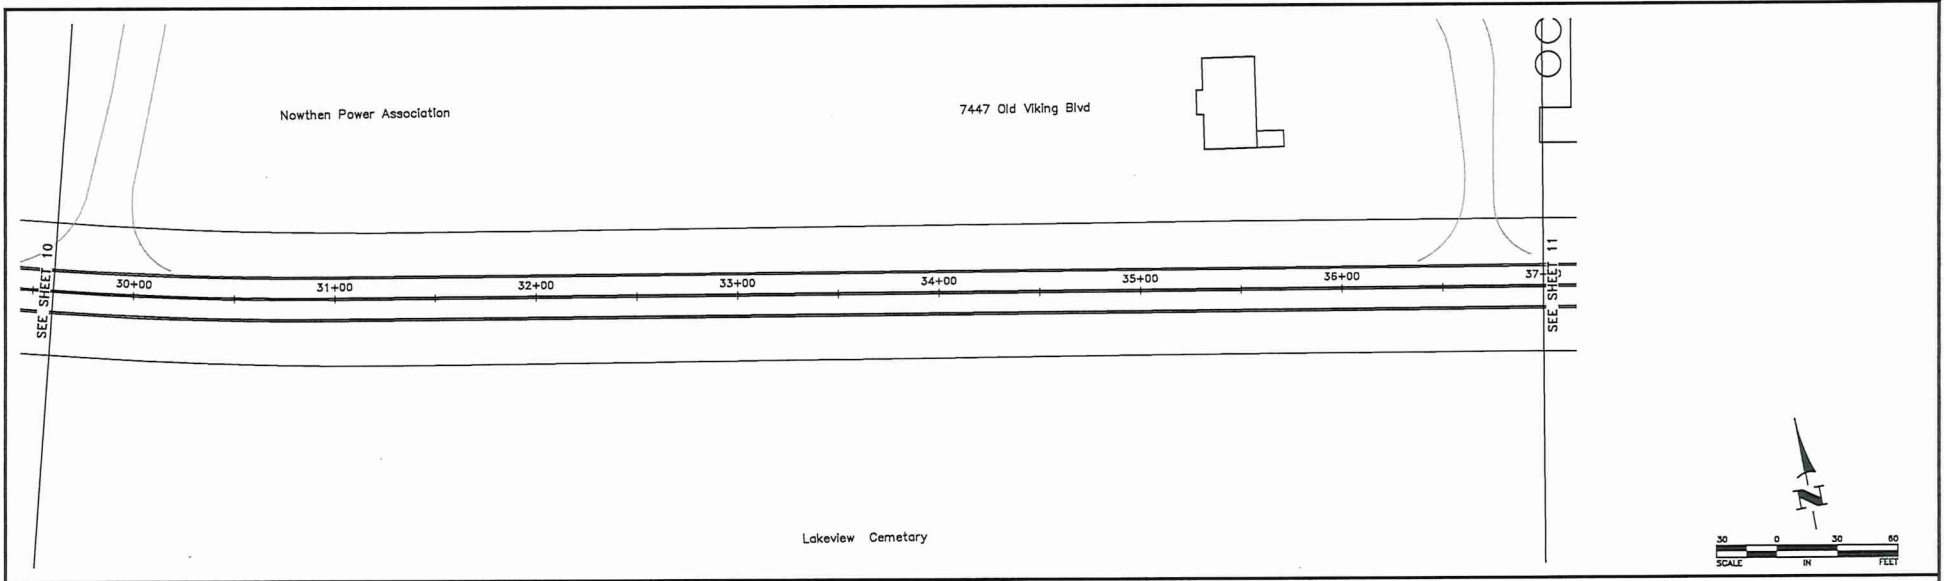 Nowthen Power Association
7447 Old Viking Blvd
SEE SHEET 10
30+00
31+00
32+00
33+00
34+00
35+00
36+00
37+
SEE SHEET 11
Lakeview Cemetary
N
30 0 30 60
SCALE IN FEET